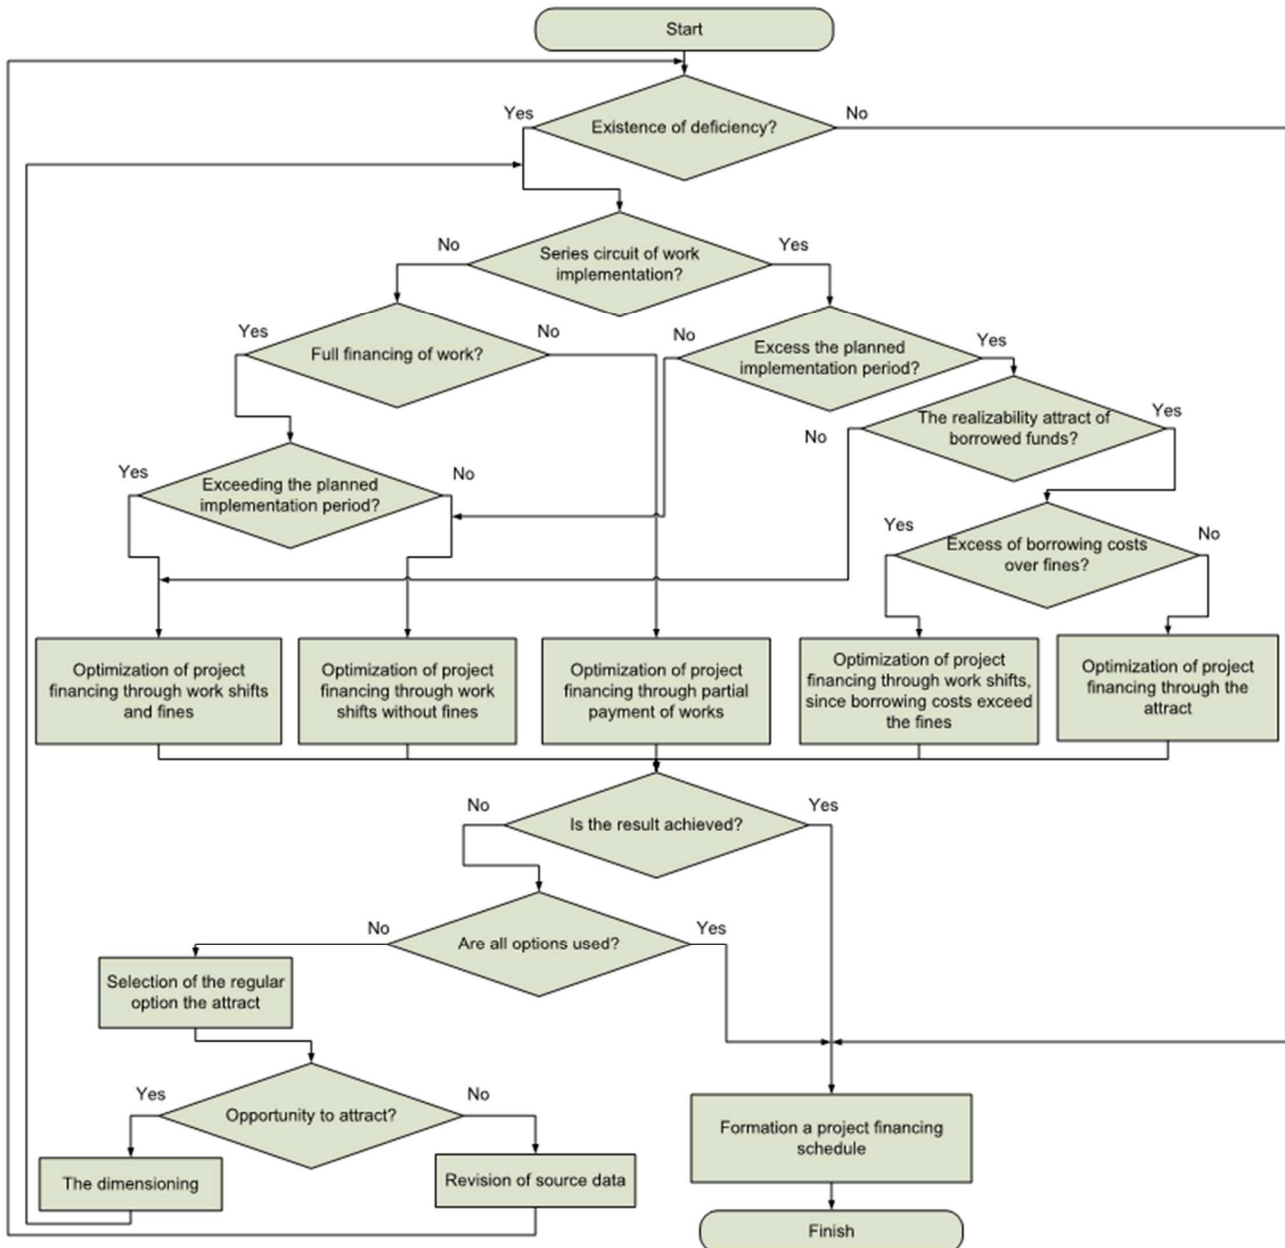 Start
Yes
No
Existence of deficiency?
No
Yes
Series circuit of work
implementation?
Yes
No
No
Yes
Full financing of work?
Excess the planned
implementation period?
Yes
No
The realizability attract of
borrowed funds?
Yes
No
Exceeding the planned
implementation period?
Yes
No
Excess of borrowing costs
over fines?
Optimization of project
financing through work shifts
and fines
Optimization of project
financing through work
shifts without fines
Optimization of project
financing through partial
payment of works
Optimization of project
financing through work shifts,
since borrowing costs exceed
the fines
Optimization of project
financing through the
attract
No
Yes
Is the result achieved?
No
Yes
Are all options used?
Selection of the regular
option the attract
Yes
No
Opportunity to attract?
Formation a project financing
schedule
The dimensioning
Revision of source data
Finish